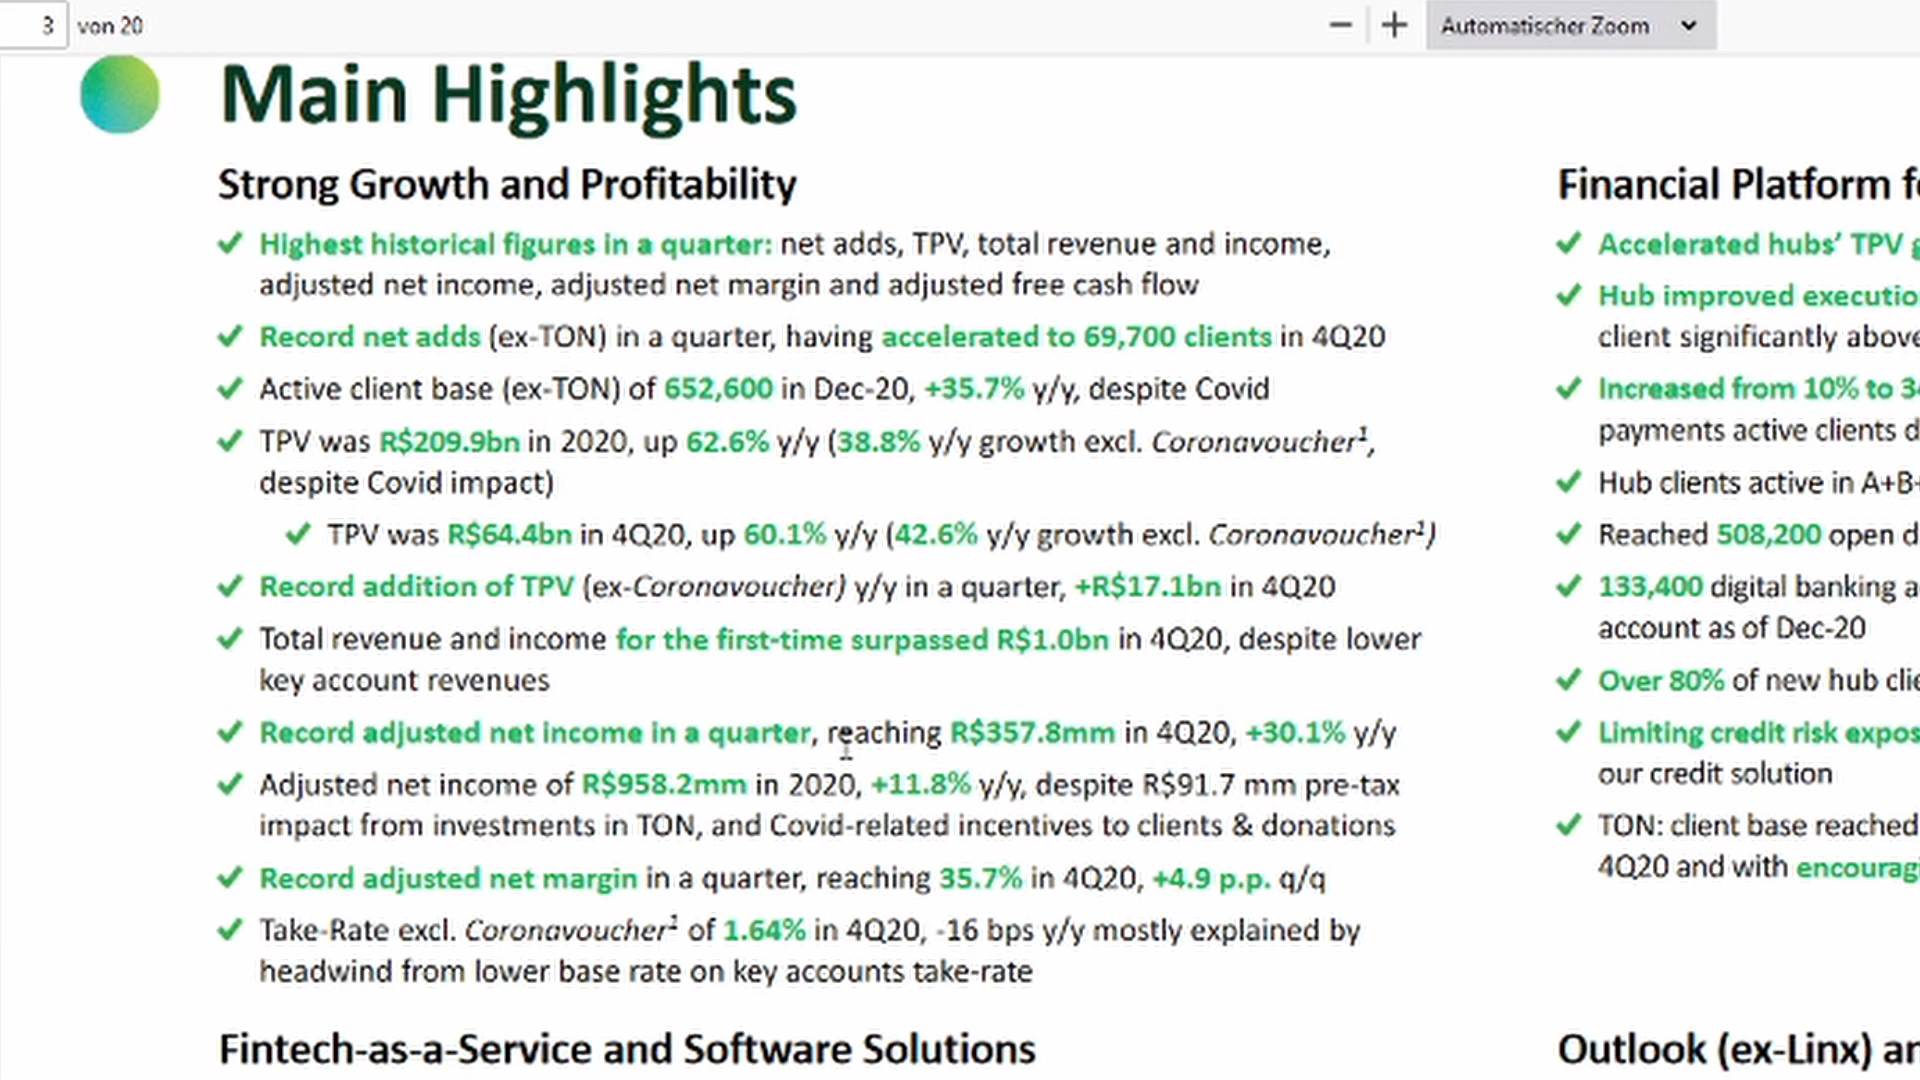 3 von 20
Automatischer Zoom
Main Highlights
Strong Growth and Profitability
✔ Highest historical figures in a quarter: net adds, TPV, total revenue and income,
adjusted net income, adjusted net margin and adjusted free cash flow
✔ Record net adds (ex-TON) in a quarter, having accelerated to 69,700 clients in 4Q20
✔ Active client base (ex-TON) of 652,600 in Dec-20, +35.7% y/y, despite Covid
✔ TPV was R$209.9bn in 2020, up 62.6% y/y (38.8% y/y growth excl. Coronavoucher¹,
despite Covid impact)
✔ TPV was R$64.4bn in 4Q20, up 60.1% y/y (42.6% y/y growth excl. Coronavoucher¹)
✔ Record addition of TPV (ex-Coronavoucher) y/y in a quarter, +R$17.1bn in 4Q20
✔ Total revenue and income for the first-time surpassed R$1.0bn in 4Q20, despite lower
key account revenues
✔ Record adjusted net income in a quarter, reaching R$357.8mm in 4Q20, +30.1% y/y
✔ Adjusted net income of R$958.2mm in 2020, +11.8% y/y, despite R$91.7 mm pre-tax
impact from investments in TON, and Covid-related incentives to clients & donations
✔ Record adjusted net margin in a quarter, reaching 35.7% in 4Q20, +4.9 p.p. q/q
✔ Take-Rate excl. Coronavoucher¹ of 1.64% in 4Q20, -16 bps y/y mostly explained by
headwind from lower base rate on key accounts take-rate
Fintech-as-a-Service and Software Solutions
Financial Platform
✔ Accelerated hubs’ TPV
✔ Hub improved
client significantly
✔ Increased from 10% to
payments active clients
✔ Hub clients active in
✔ Reached 508,200 open
✔ 133,400 digital banking
account as of Dec-20
✔ Over 80% of new hub
✔ Limiting credit risk
our credit solution
✔ TON: client base reached
4Q20 and with
Outlook (ex-Linx)